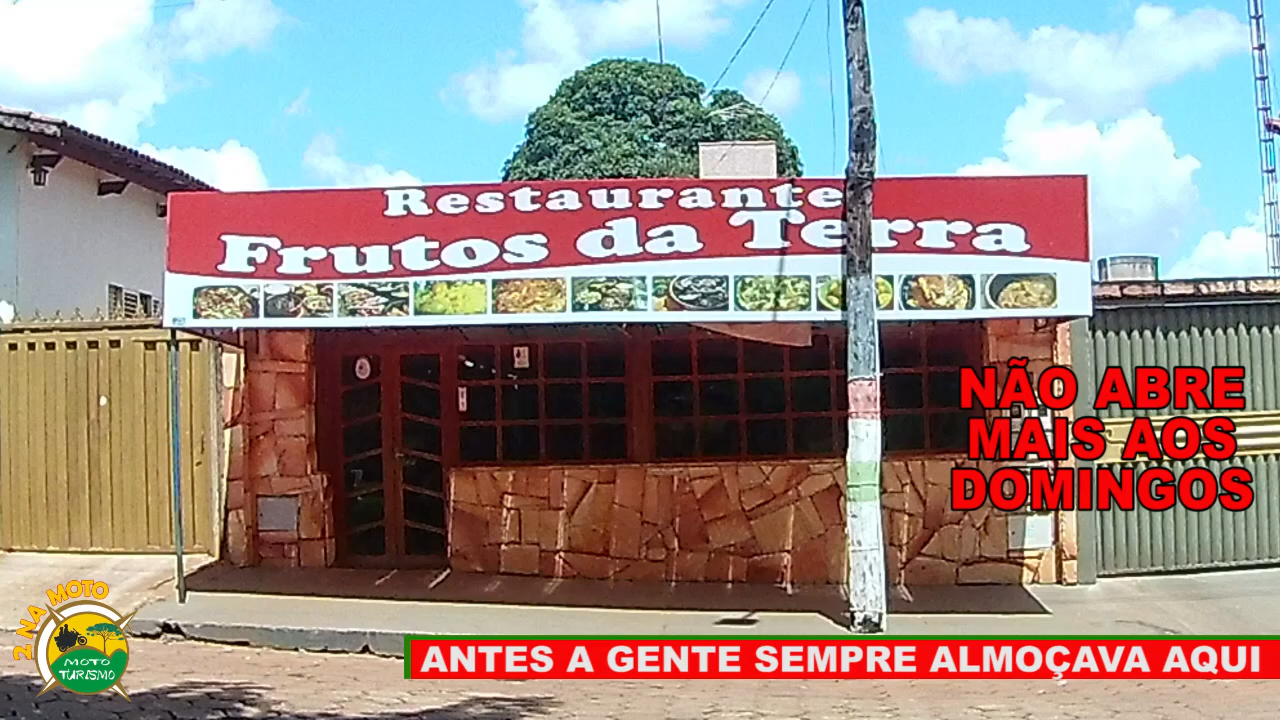 Restaurante
Frutos da Terra
NÃO ABRE
MAIS AOS
DOMINGOS
2 NA MOTO
MOTO
TURISMO
ANTES A GENTE SEMPRE ALMOÇAVA AQUI